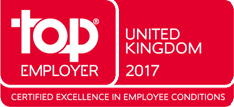 top®
EMPLOYER
UNITED
KINGDOM
2017
CERTIFIED EXCELLENCE IN EMPLOYEE CONDITIONS